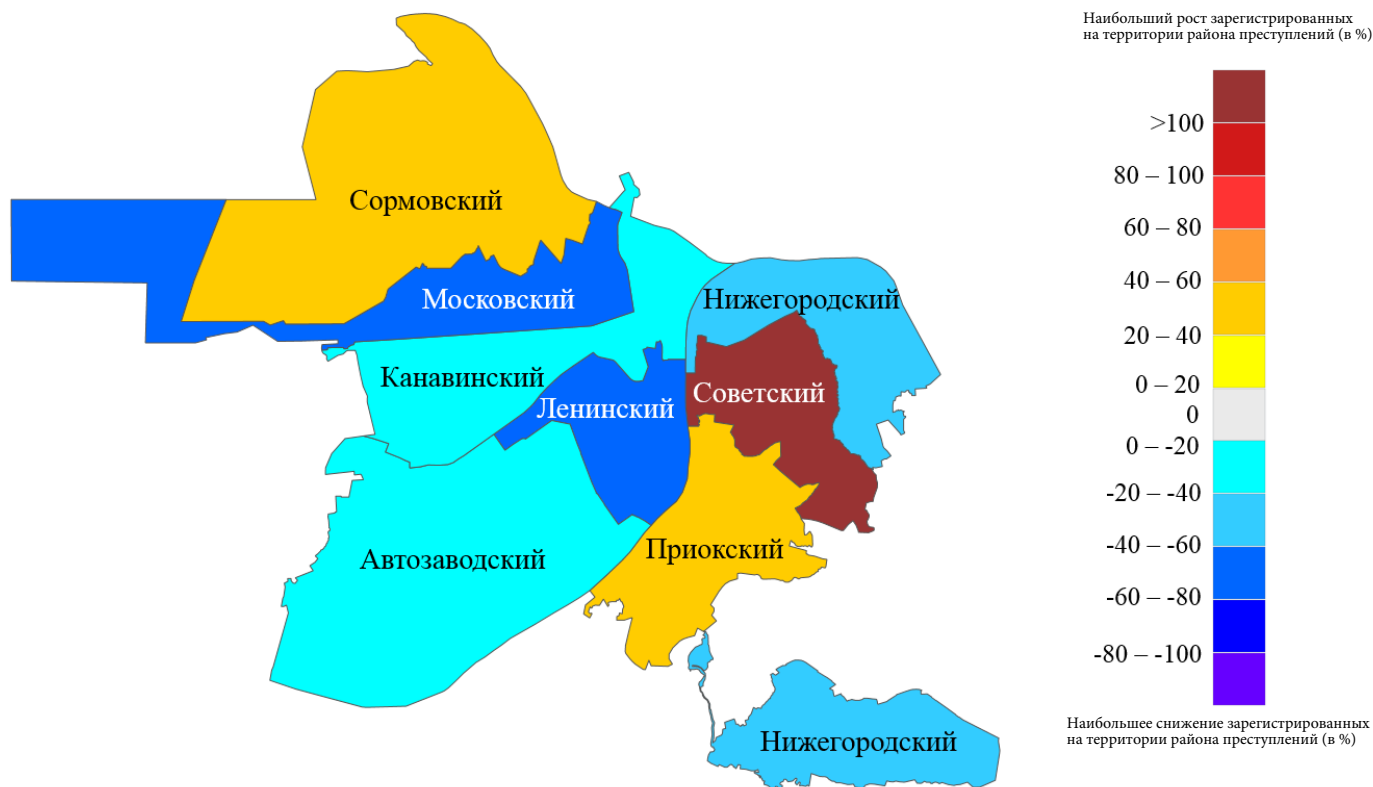 Наибольший рост зарегистрированных
на территории района преступлений (в %)
>100
80 – 100
60 – 80
40 – 60
20 – 40
0 – 20
0
0 – -20
-20 – -40
-40 – -60
-60 – -80
-80 – -100
Наибольшее снижение зарегистрированных
на территории района преступлений (в %)
Сормовский
Московский
Нижегородский
Канавинский
Ленинский
Советский
Автозаводский
Приокский
Нижегородский